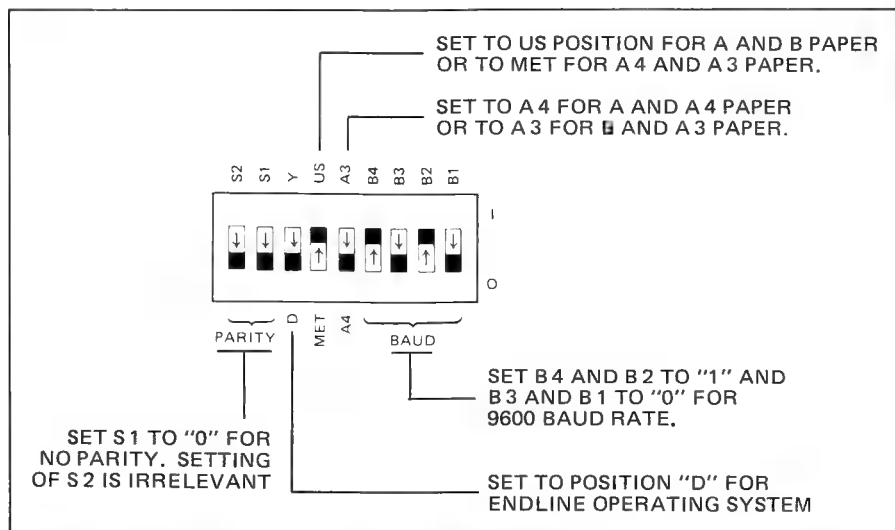 SET TO US POSITION FOR A AND B PAPER
OR TO MET FOR A4 AND A3 PAPER.
SET TO A4 FOR A AND A4 PAPER
OR TO A3 FOR AND A3 PAPER.
S2 S1 Y US A3 B4 B3 B2 B1
1
0
D MET A4
PARITY BAUD
SET B4 AND B2 TO "1" AND
B3 AND B1 TO "0" FOR
9600 BAUD RATE.
SET S1 TO "0" FOR
NO PARITY. SETTING
OF S2 IS IRRELEVANT
SET TO POSITION "D" FOR
ENDLINE OPERATING SYSTEM